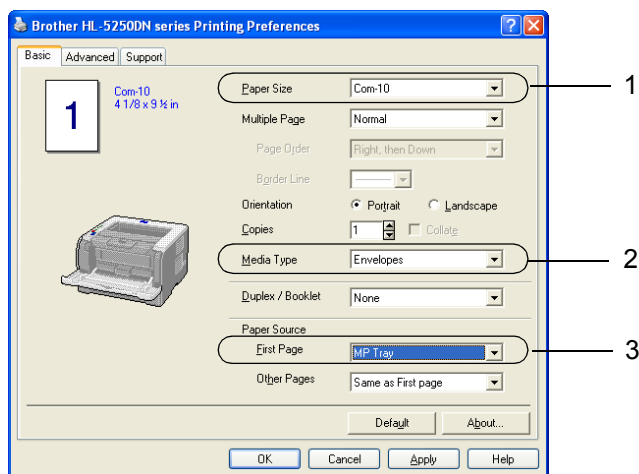 Brother HL-5250DN series Printing Preferences
Basic Advanced Support
1
Com-10
4 1/8 x 9 ½ in
Paper Size Com-10 1
Multiple Page Normal
Page Order Right, then Down
Border Line
Orientation Portrait Landscape
Copies 1 Collate
Media Type Envelopes 2
Duplex / Booklet None
Paper Source
First Page MP Tray 3
Other Pages Same as First page
Default About...
OK Cancel Apply Help